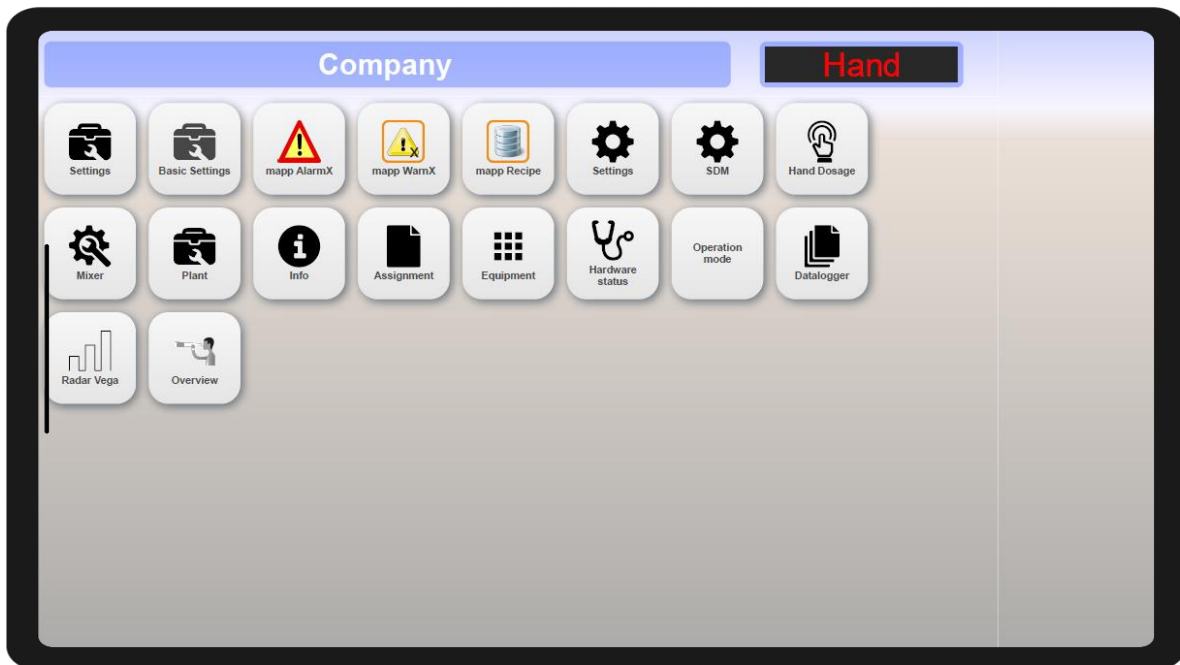 Company
Hand
Settings
Basic Settings
mapp AlarmX
mapp WarnX
mapp Recipe
Settings
SDM
Hand Dosage
Mixer
Plant
Info
Assignment
Equipment
Hardware
status
Operation
mode
Datalogger
Radar Vega
Overview